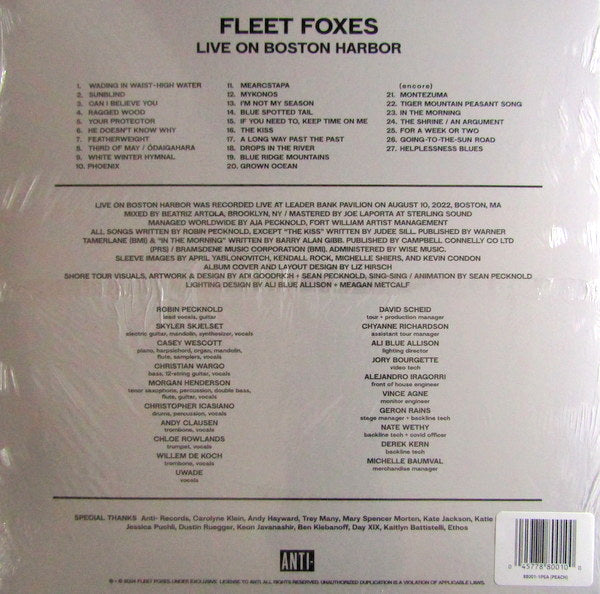 FLEET FOXES
LIVE ON BOSTON HARBOR
1. WADING IN WAIST-HIGH WATER
2. SUNBLIND
3. CAN I BELIEVE YOU
4. RAGGED WOOD
5. YOUR PROTECTOR
6. HE DOESN'T KNOW WHY
7. FEATHERWEIGHT
8. THIRD OF MAY / ŌDAIGAHARA
9. WHITE WINTER HYMNAL
10. PHOENIX
11. MEARCSTAPA
12. MYKONOS
13. I'M NOT MY SEASON
14. BLUE SPOTTED TAIL
15. IF YOU NEED TO, KEEP TIME ON ME
16. THE KISS
17. A LONG WAY PAST THE PAST
18. DROPS IN THE RIVER
19. BLUE RIDGE MOUNTAINS
20. GROWN OCEAN
(encore)
21. MONTEZUMA
22. TIGER MOUNTAIN PEASANT SONG
23. IN THE MORNING
24. THE SHRINE / AN ARGUMENT
25. FOR A WEEK OR TWO
26. GOING-TO-THE-SUN ROAD
27. HELPLESSNESS BLUES
LIVE ON BOSTON HARBOR WAS RECORDED LIVE AT LEADER BANK PAVILION ON AUGUST 10, 2022, BOSTON, MA
MIXED BY BEATRIZ ARTOLA, BROOKLYN, NY / MASTERED BY JOE LAPORTA AT STERLING SOUND
MANAGED WORLDWIDE BY AJA PECKNOLD, FORT WILLIAM ARTIST MANAGEMENT
ALL SONGS WRITTEN BY ROBIN PECKNOLD, EXCEPT "THE KISS" WRITTEN BY JUDEE SILL. PUBLISHED BY WARNER
TAMERLANE (BMI) & "IN THE MORNING" WRITTEN BY BARRY ALAN GIBB. PUBLISHED BY CAMPBELL CONNELLY CO LTD
(PRS) / BRAMSDENE MUSIC CORPORATION (BMI). ADMINISTERED BY WISE MUSIC.
SLEEVE IMAGES BY APRIL YABLONOVITCH, KENDALL ROCK, MICHELLE SHIERS, AND KEVIN CONDON
ALBUM COVER AND LAYOUT DESIGN BY LIZ HIRSCH
SHORE TOUR VISUALS, ARTWORK & DESIGN BY ADI GOODRICH + SEAN PECKNOLD, SING-SING / ANIMATION BY SEAN PECKNOLD
LIGHTING DESIGN BY ALI BLUE ALLISON + MEAGAN METCALF
ROBIN PECKNOLD
lead vocals, guitar
SKYLER SKJELSET
electric guitar, mandolin, synthesizer, vocals
CASEY WESCOTT
piano, harpsichord, organ, mandolin,
flute, samplers, vocals
CHRISTIAN WARGO
bass, 12-string guitar, vocals
MORGAN HENDERSON
tenor saxophone, percussion, double bass,
flute, guitar, vocals
CHRISTOPHER ICASIANO
drums, percussion, vocals
ANDY CLAUSEN
trombone, vocals
CHLOE ROWLANDS
trumpet, vocals
WILLEM DE KOCH
trombone, vocals
UWADE
vocals
DAVID SCHEID
tour + production manager
CHYANNE RICHARDSON
assistant tour manager
ALI BLUE ALLISON
lighting director
JORY BOURGETTE
video tech
ALEJANDRO IRAGORRI
front of house engineer
VINCE AGNE
monitor engineer
GERON RAINS
stage manager + backline tech
NATE WETHY
backline tech + covid officer
DEREK KERN
backline tech
MICHELLE BAUMVAL
merchandise manager
SPECIAL THANKS Anti- Records, Carolyne Klein, Andy Hayward, Trey Many, Mary Spencer Morten, Kate Jackson, Katie
Jessica Puchli, Dustin Ruegger, Keon Javanashir, Ben Klebanoff, Day XIX, Kaitlyn Battistelli, Ethos
ANTI-
℗ + © 2024 FLEET FOXES, UNDER EXCLUSIVE LICENSE TO ANTI. ALL RIGHTS RESERVED. UNAUTHORIZED DUPLICATION IS A VIOLATION OF APPLICABLE LAWS.
0 45778 80010
80001-1PEA (PEACH)